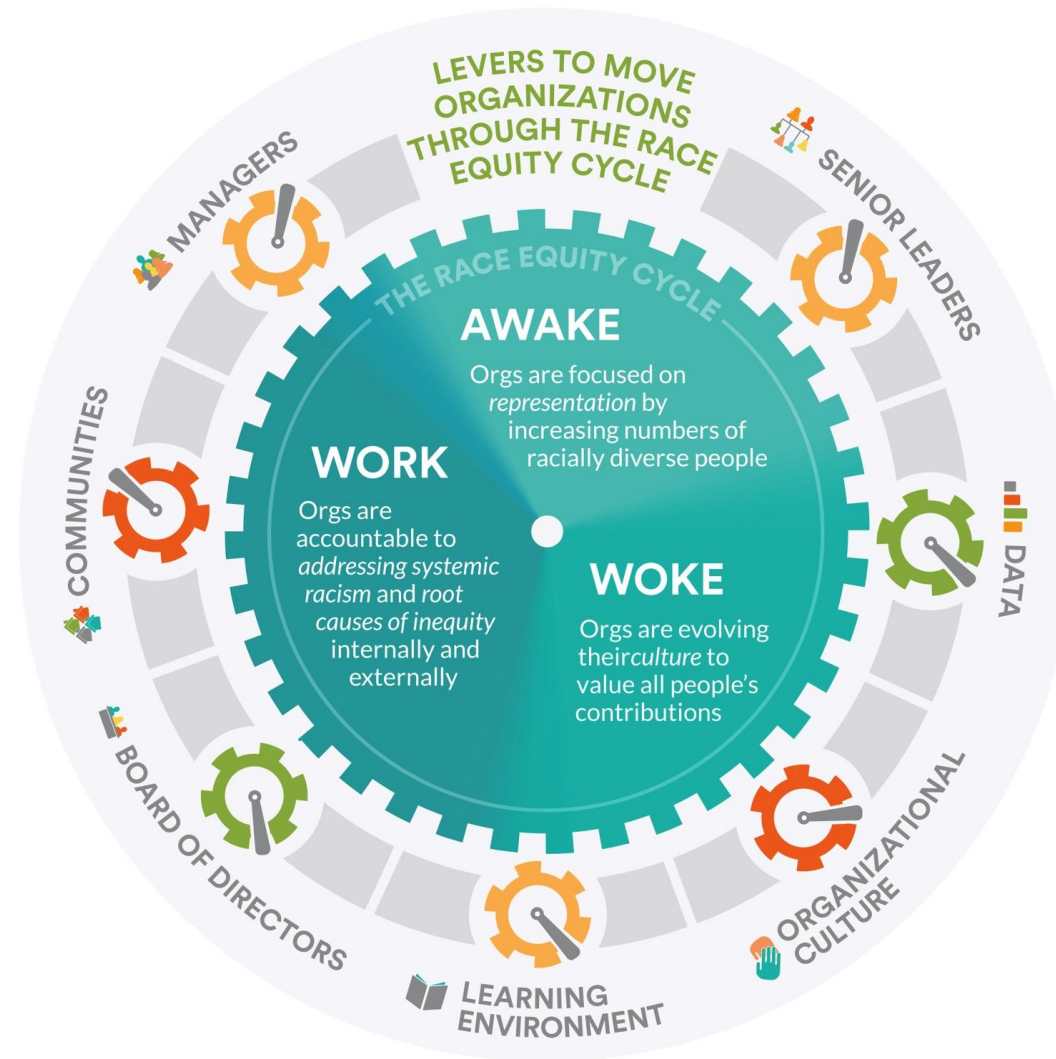 LEVERS TO MOVE
ORGANIZATIONS
THROUGH THE RACE
EQUITY CYCLE
SENIOR LEADERS
DATA
ORGANIZATIONAL
CULTURE
LEARNING
ENVIRONMENT
BOARD OF DIRECTORS
COMMUNITIES
MANAGERS
THE RACE EQUITY CYCLE
AWAKE
Orgs are focused on
representation by
increasing numbers of
racially diverse people
WOKE
Orgs are evolving
theirculture to
value all people’s
contributions
WORK
Orgs are
accountable to
addressing systemic
racism and root
causes of inequity
internally and
externally